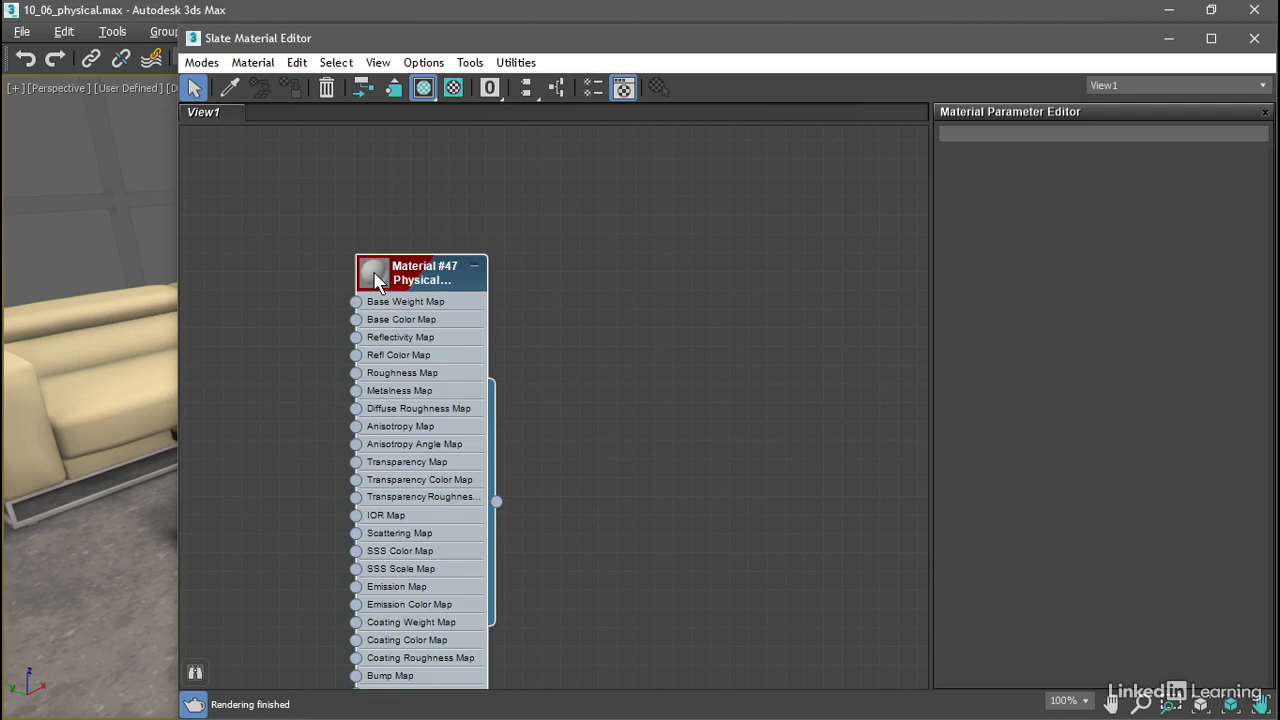 10_06_physical.max - Autodesk 3ds Max
File Edit Tools Group
Slate Material Editor
Modes Material Edit Select View Options Tools Utilities
0
View1
View1
Material Parameter Editor
[+] [Perspective] [User Defined] [D
Material #47
Physical...
Base Weight Map
Base Color Map
Reflectivity Map
Refl Color Map
Roughness Map
Metalness Map
Diffuse Roughness Map
Anisotropy Map
Anisotropy Angle Map
Transparency Map
Transparency Color Map
Transparency Roughnes...
IOR Map
Scattering Map
SSS Color Map
SSS Scale Map
Emission Map
Emission Color Map
Coating Weight Map
Coating Color Map
Coating Roughness Map
Bump Map
z
y x
Rendering finished
100%
LinkedIn Learning